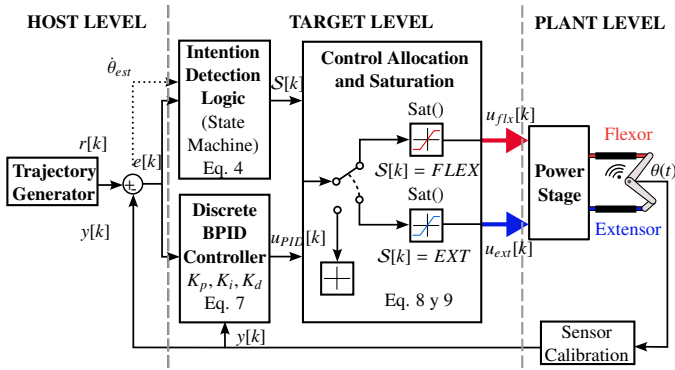 HOST LEVEL
TARGET LEVEL
PLANT LEVEL
Intention
Detection
Logic
(State
Machine)
Eq. 4
Control Allocation
and Saturation
θ̇est
S[k]
Sat()
uflx[k]
r[k]
e[k]
S[k] = FLEX
Flexor
θ(t)
Trajectory
Generator
Power
Stage
Discrete
BPID
Controller
Kp, Ki, Kd
Eq. 7
uPID[k]
Sat()
y[k]
S[k] = EXT
uext[k]
Extensor
Eq. 8 y 9
y[k]
Sensor
Calibration